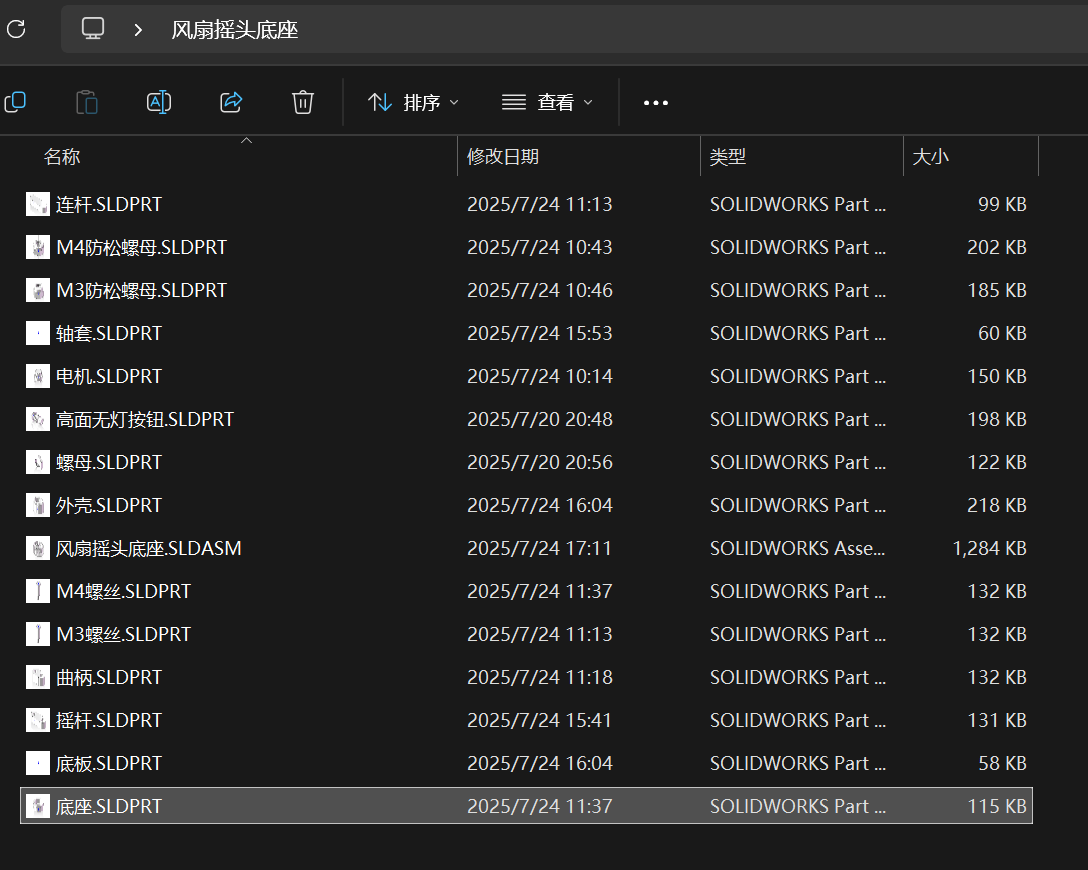 风扇摇头底座
排序 查看
名称 修改日期 类型 大小
连杆.SLDPRT 2025/7/24 11:13 SOLIDWORKS Part ... 99 KB
M4防松螺母.SLDPRT 2025/7/24 10:43 SOLIDWORKS Part ... 202 KB
M3防松螺母.SLDPRT 2025/7/24 10:46 SOLIDWORKS Part ... 185 KB
轴套.SLDPRT 2025/7/24 15:53 SOLIDWORKS Part ... 60 KB
电机.SLDPRT 2025/7/24 10:14 SOLIDWORKS Part ... 150 KB
高面无灯按钮.SLDPRT 2025/7/20 20:48 SOLIDWORKS Part ... 198 KB
螺母.SLDPRT 2025/7/20 20:56 SOLIDWORKS Part ... 122 KB
外壳.SLDPRT 2025/7/24 16:04 SOLIDWORKS Part ... 218 KB
风扇摇头底座.SLDASM 2025/7/24 17:11 SOLIDWORKS Asse... 1,284 KB
M4螺丝.SLDPRT 2025/7/24 11:37 SOLIDWORKS Part ... 132 KB
M3螺丝.SLDPRT 2025/7/24 11:13 SOLIDWORKS Part ... 132 KB
曲柄.SLDPRT 2025/7/24 11:18 SOLIDWORKS Part ... 132 KB
摇杆.SLDPRT 2025/7/24 15:41 SOLIDWORKS Part ... 131 KB
底板.SLDPRT 2025/7/24 16:04 SOLIDWORKS Part ... 58 KB
底座.SLDPRT 2025/7/24 11:37 SOLIDWORKS Part ... 115 KB